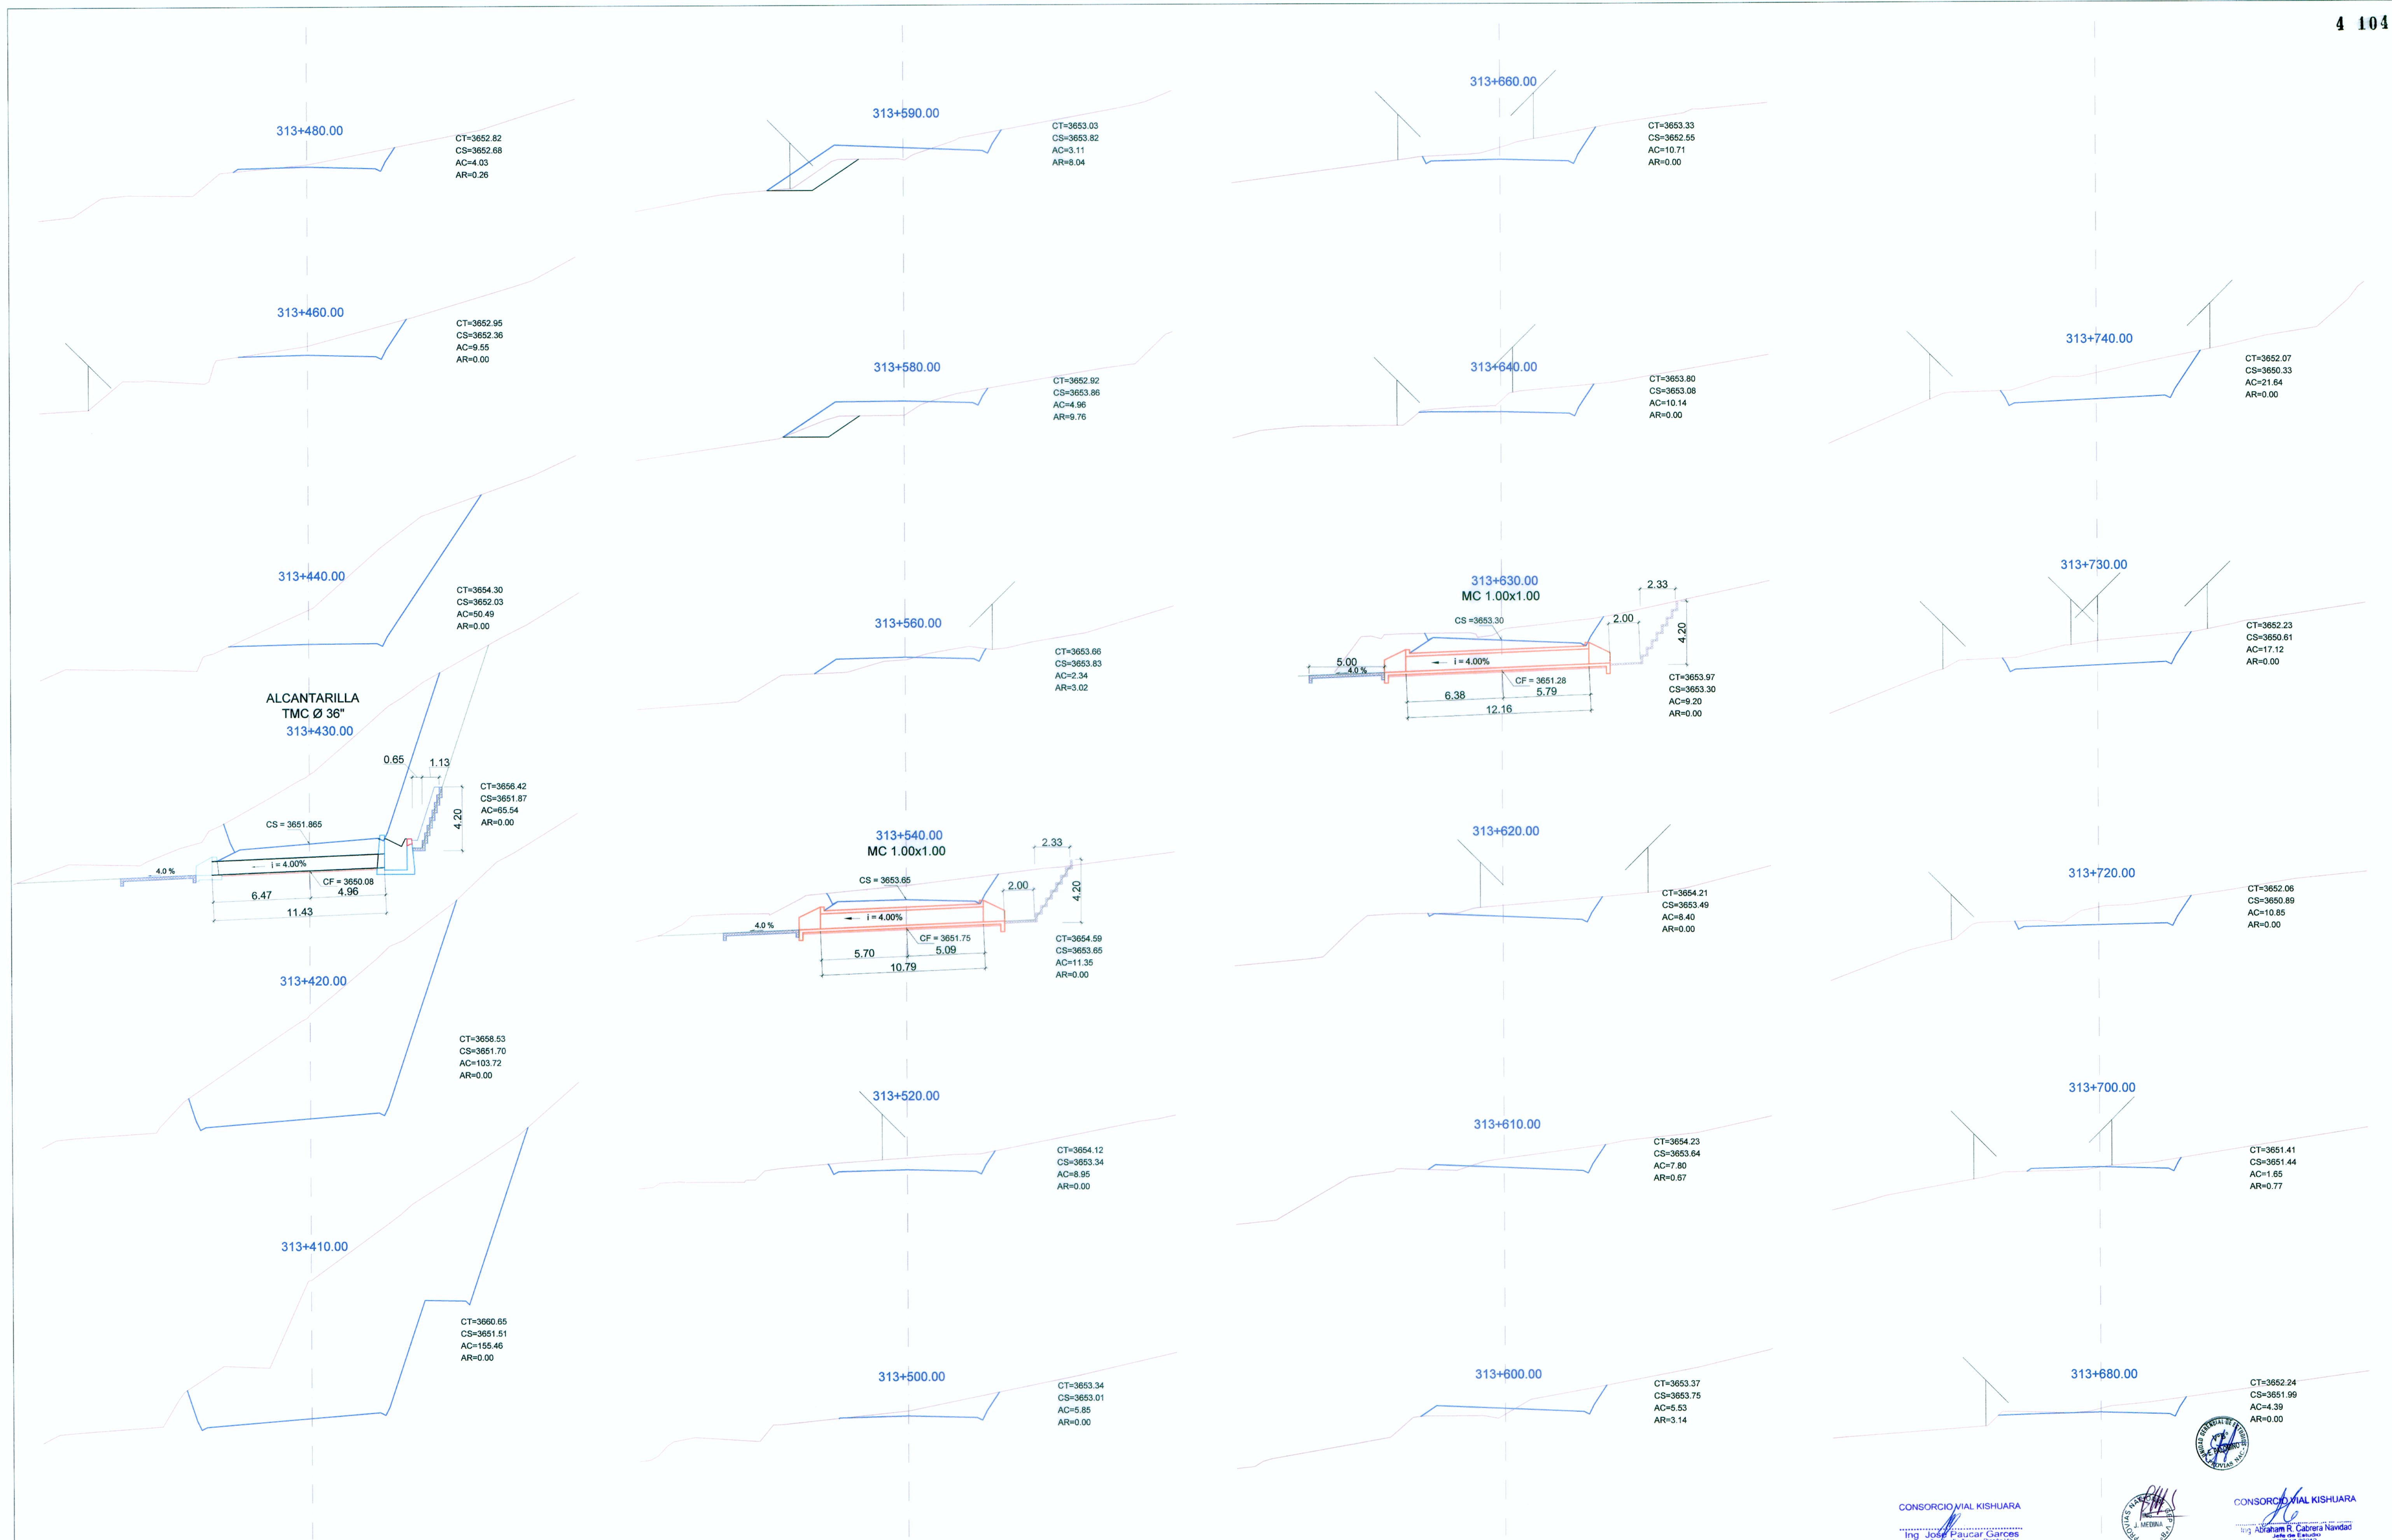 4 104
313+480.00
CT=3652.82
CS=3652.68
AC=4.03
AR=0.26
313+460.00
CT=3652.95
CS=3652.36
AC=9.55
AR=0.00
313+440.00
CT=3654.30
CS=3652.03
AC=50.49
AR=0.00
ALCANTARILLA
TMC Ø 36"
313+430.00
0.65
1.13
4.20
CT=3656.42
CS=3651.87
AC=65.54
AR=0.00
CS = 3651.865
i = 4.00%
4.0 %
CF = 3650.08
6.47
4.96
11.43
313+420.00
CT=3658.53
CS=3651.70
AC=103.72
AR=0.00
313+410.00
CT=3660.65
CS=3651.51
AC=155.46
AR=0.00
313+590.00
CT=3653.03
CS=3653.82
AC=3.11
AR=8.04
313+580.00
CT=3652.92
CS=3653.86
AC=4.96
AR=9.76
313+560.00
CT=3653.66
CS=3653.83
AC=2.34
AR=3.02
313+540.00
MC 1.00x1.00
2.33
CS = 3653.65
2.00
4.20
i = 4.00%
4.0 %
CF = 3651.75
5.70
5.09
10.79
CT=3654.59
CS=3653.65
AC=11.35
AR=0.00
313+520.00
CT=3654.12
CS=3653.34
AC=8.95
AR=0.00
313+500.00
CT=3653.34
CS=3653.01
AC=5.85
AR=0.00
313+660.00
CT=3653.33
CS=3652.55
AC=10.71
AR=0.00
313+640.00
CT=3653.80
CS=3653.08
AC=10.14
AR=0.00
313+630.00
MC 1.00x1.00
2.33
CS =3653.30
2.00
4.20
5.00
4.0 %
i = 4.00%
CF = 3651.28
6.38
5.79
12.16
CT=3653.97
CS=3653.30
AC=9.20
AR=0.00
313+620.00
CT=3654.21
CS=3653.49
AC=8.40
AR=0.00
313+610.00
CT=3654.23
CS=3653.64
AC=7.80
AR=0.67
313+600.00
CT=3653.37
CS=3653.75
AC=5.53
AR=3.14
313+740.00
CT=3652.07
CS=3650.33
AC=21.64
AR=0.00
313+730.00
CT=3652.23
CS=3650.61
AC=17.12
AR=0.00
313+720.00
CT=3652.06
CS=3650.89
AC=10.85
AR=0.00
313+700.00
CT=3651.41
CS=3651.44
AC=1.65
AR=0.77
313+680.00
CT=3652.24
CS=3651.99
AC=4.39
AR=0.00
CONSORCIO VIAL KISHUARA
Ing José Paucar Garces
J. MEDINA
CONSORCIO VIAL KISHUARA
Ing. Abraham R. Cabrera Navidad
Jefe de Estudio